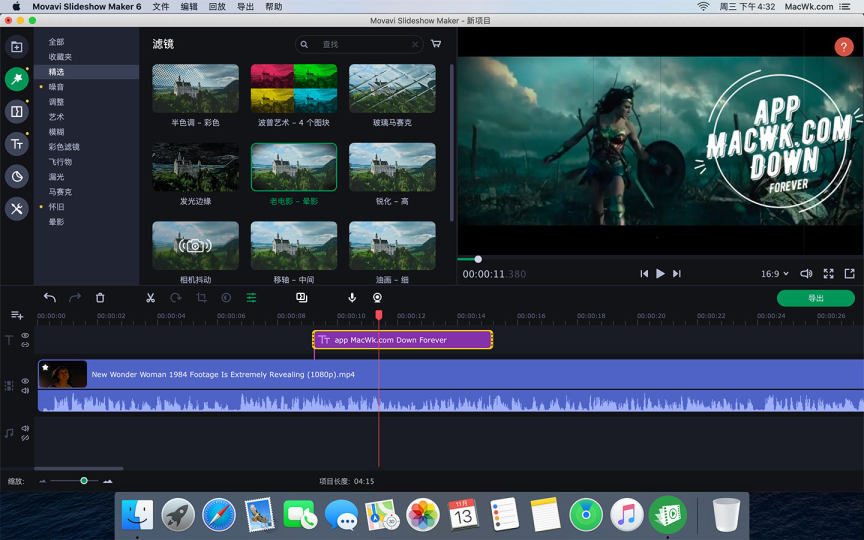 Movavi Slideshow Maker 6 文件 编辑 回放 导出 帮助
周三 下午4:32 MacWk.com
Movavi Slideshow Maker - 新项目
全部
收藏夹
精选
噪音
调整
艺术
模糊
彩色滤镜
飞行物
漏光
马赛克
怀旧
晕影
滤镜
查找
半色调 – 彩色
波普艺术 – 4 个图块
玻璃马赛克
发光边缘
老电影 – 晕影
锐化 – 高
相机抖动
移轴 – 中间
油画 – 细
?
APP
MACWK.COM
DOWN
FOREVER
00:00:11.380
16:9
导出
00:00:00 00:00:02 00:00:04 00:00:06 00:00:08 00:00:10 00:00:12 00:00:14 00:00:16 00:00:18 00:00:20 00:00:22 00:00:24 00:00:26
Tт app MacWk.com Down Forever
New Wonder Woman 1984 Footage Is Extremely Revealing (1080p).mp4
缩放:
项目长度: 04:15
11月
13